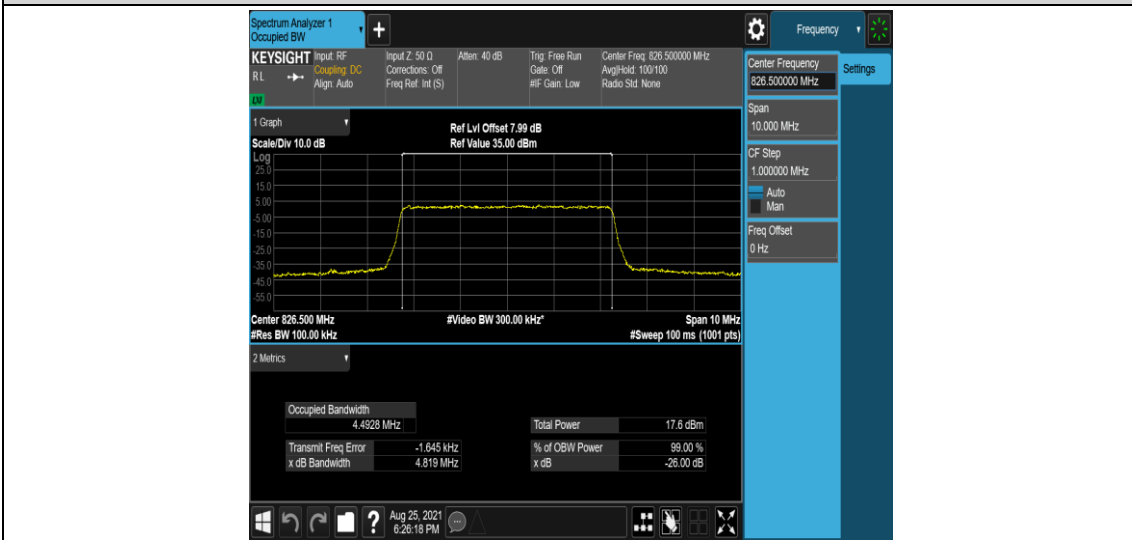 Spectrum Analyzer 1
Occupied BW
+
Frequency
KEYSIGHT
Input: RF
Coupling: DC
Align: Auto
Input Z: 50 Ω
Corrections: Off
Freq Ref: Int (S)
Atten: 40 dB
Trig: Free Run
Gate: Off
#IF Gain: Low
Center Freq: 826.500000 MHz
Avg|Hold: 100/100
Radio Std: None
RL
LXI
Center Frequency
826.500000 MHz
Settings
Span
10.000 MHz
CF Step
1.000000 MHz
Auto
Man
Freq Offset
0 Hz
1 Graph
Scale/Div 10.0 dB
Ref Lvl Offset 7.99 dB
Ref Value 35.00 dBm
Log
25.0
15.0
5.00
-5.00
-15.0
-25.0
-35.0
-45.0
-55.0
Center 826.500 MHz
#Video BW 300.00 kHz*
Span 10 MHz
#Res BW 100.00 kHz
#Sweep 100 ms (1001 pts)
2 Metrics
Occupied Bandwidth
4.4928 MHz
Total Power 17.6 dBm
Transmit Freq Error -1.645 kHz
% of OBW Power 99.00 %
x dB Bandwidth 4.819 MHz
x dB -26.00 dB
?
Aug 25, 2021
6:26:18 PM